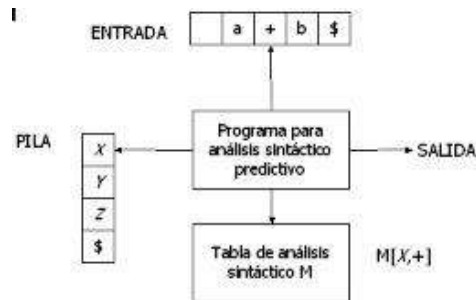 I
ENTRADA
a + b $
Programa para
análisis sintáctico
predictivo
PILA
SALIDA
X
Y
Z
$
Tabla de análisis
sintáctico M
M[X,+]